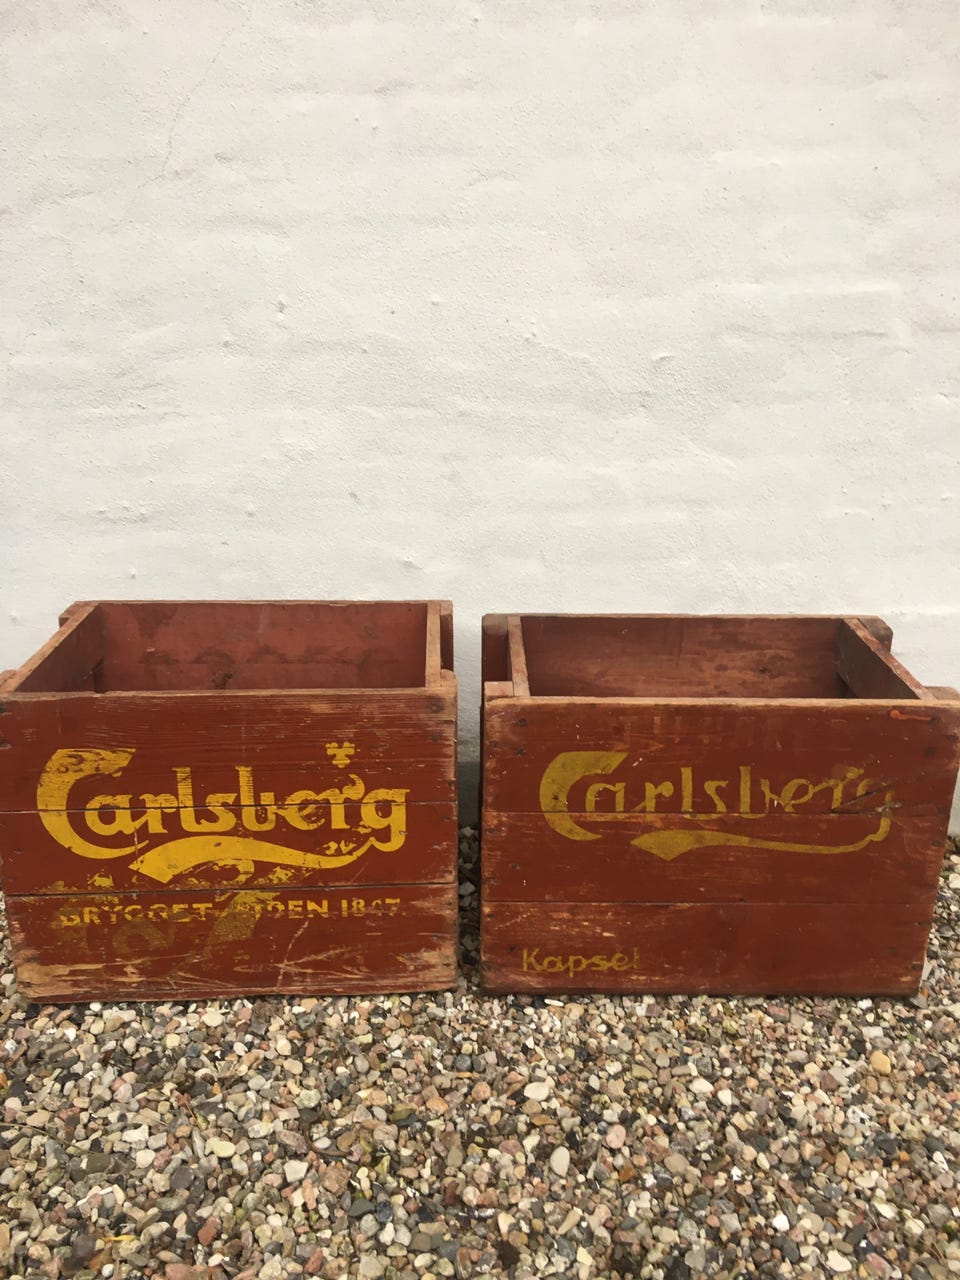 Carlsberg
BRYGGET SIDEN 1847
Carlsberg
Kapsel